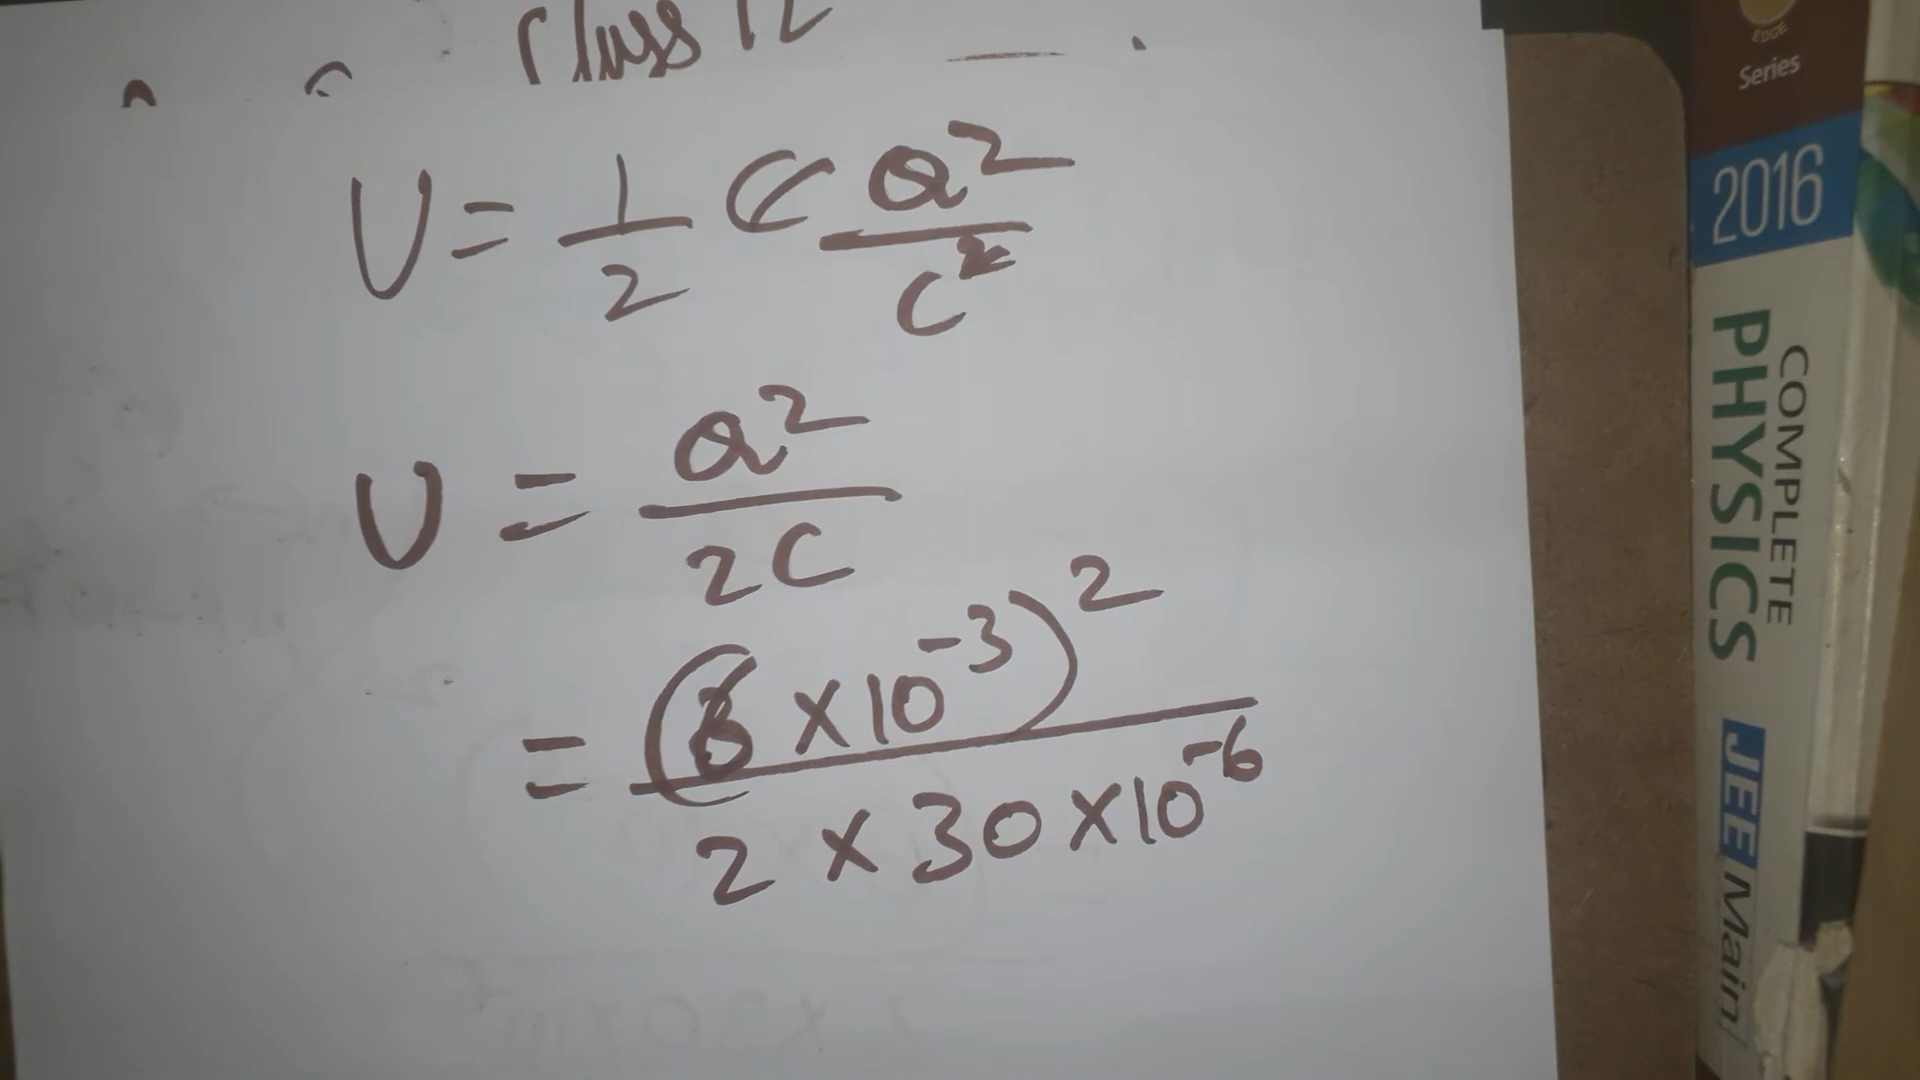 Class 12
U = 1/2 C Q²/C²
U = Q²/2C
= (6 × 10⁻³)²/2 × 30 × 10⁻⁶
EDGE
Series
2016
COMPLETE
PHYSICS
JEE Main